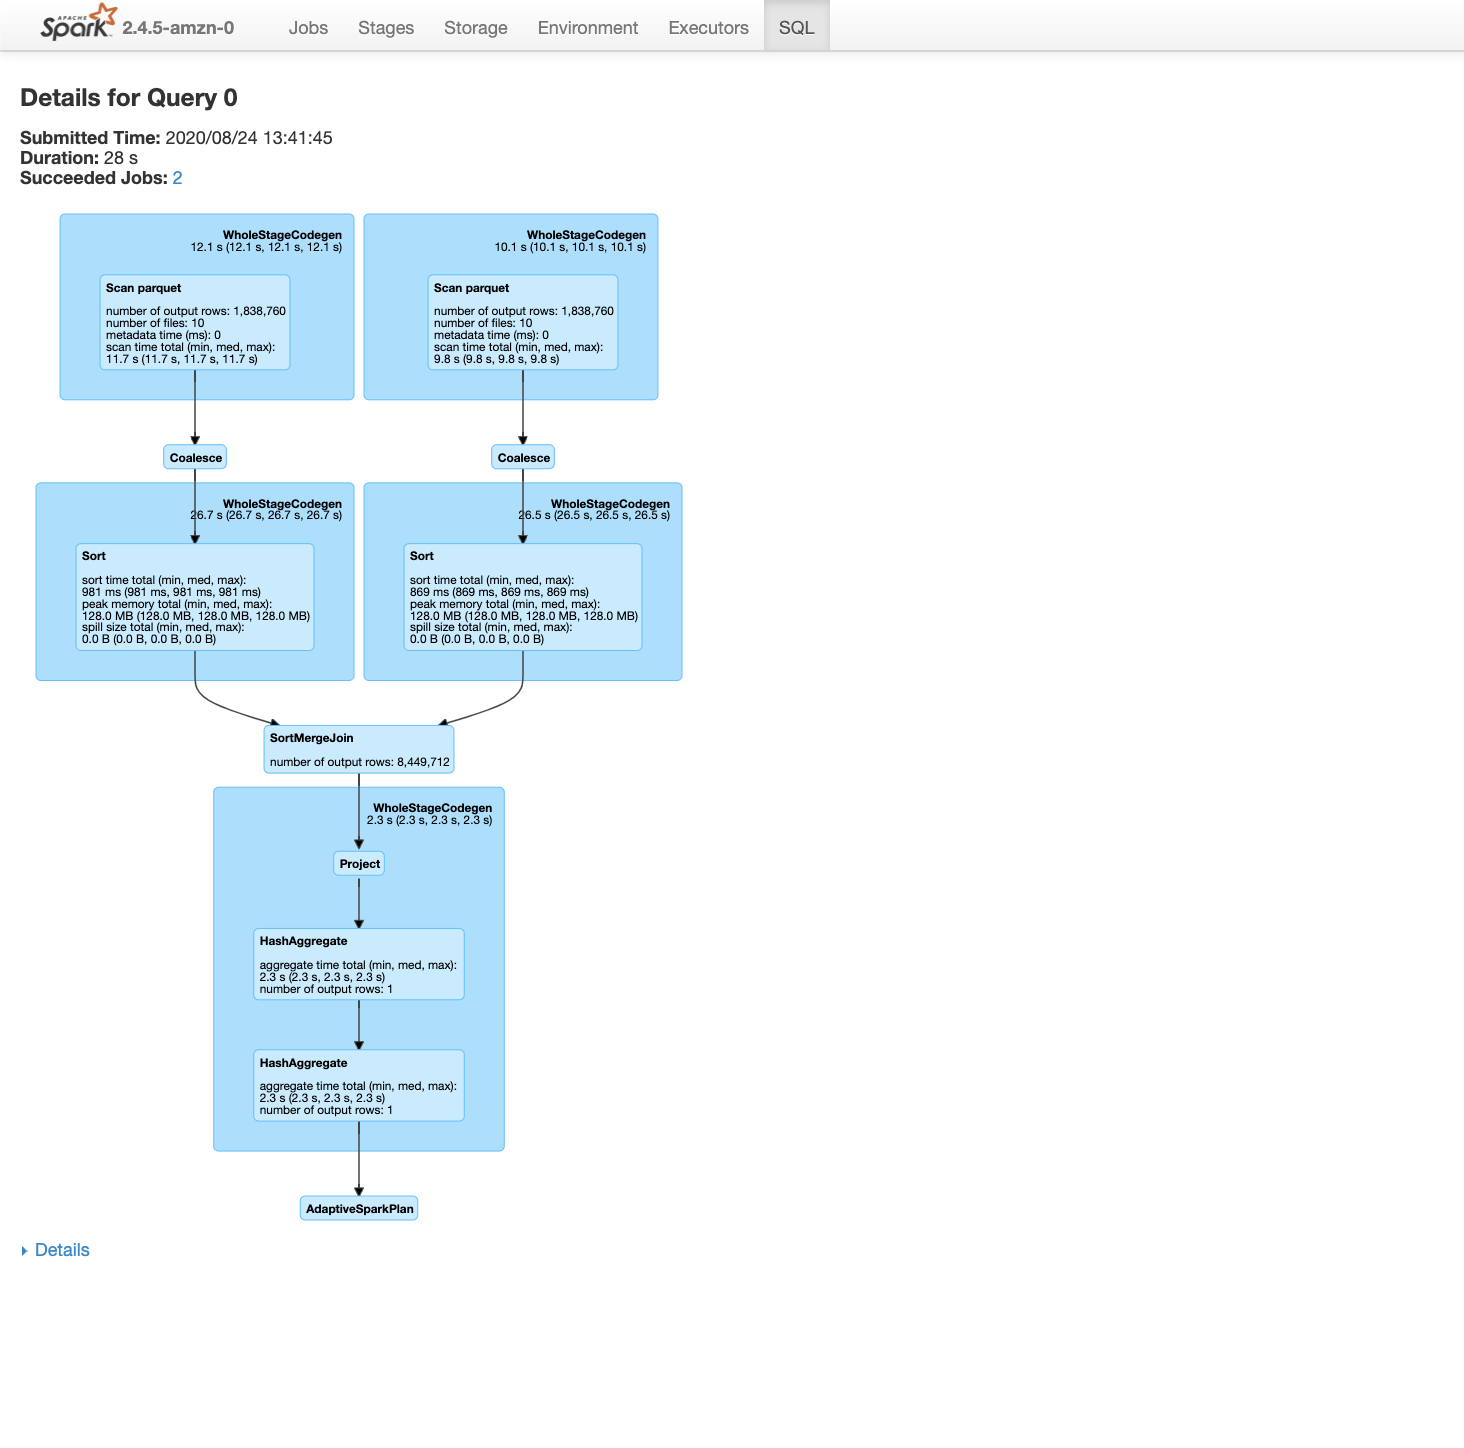 APACHE
Spark 2.4.5-amzn-0 Jobs Stages Storage Environment Executors SQL
Details for Query 0
Submitted Time: 2020/08/24 13:41:45
Duration: 28 s
Succeeded Jobs: 2
WholeStageCodegen
12.1 s (12.1 s, 12.1 s, 12.1 s)
Scan parquet
number of output rows: 1,838,760
number of files: 10
metadata time (ms): 0
scan time total (min, med, max):
11.7 s (11.7 s, 11.7 s, 11.7 s)
WholeStageCodegen
10.1 s (10.1 s, 10.1 s, 10.1 s)
Scan parquet
number of output rows: 1,838,760
number of files: 10
metadata time (ms): 0
scan time total (min, med, max):
9.8 s (9.8 s, 9.8 s, 9.8 s)
Coalesce
Coalesce
WholeStageCodegen
26.7 s (26.7 s, 26.7 s, 26.7 s)
Sort
sort time total (min, med, max):
981 ms (981 ms, 981 ms, 981 ms)
peak memory total (min, med, max):
128.0 MB (128.0 MB, 128.0 MB, 128.0 MB)
spill size total (min, med, max):
0.0 B (0.0 B, 0.0 B, 0.0 B)
WholeStageCodegen
26.5 s (26.5 s, 26.5 s, 26.5 s)
Sort
sort time total (min, med, max):
869 ms (869 ms, 869 ms, 869 ms)
peak memory total (min, med, max):
128.0 MB (128.0 MB, 128.0 MB, 128.0 MB)
spill size total (min, med, max):
0.0 B (0.0 B, 0.0 B, 0.0 B)
SortMergeJoin
number of output rows: 8,449,712
WholeStageCodegen
2.3 s (2.3 s, 2.3 s, 2.3 s)
Project
HashAggregate
aggregate time total (min, med, max):
2.3 s (2.3 s, 2.3 s, 2.3 s)
number of output rows: 1
HashAggregate
aggregate time total (min, med, max):
2.3 s (2.3 s, 2.3 s, 2.3 s)
number of output rows: 1
AdaptiveSparkPlan
Details